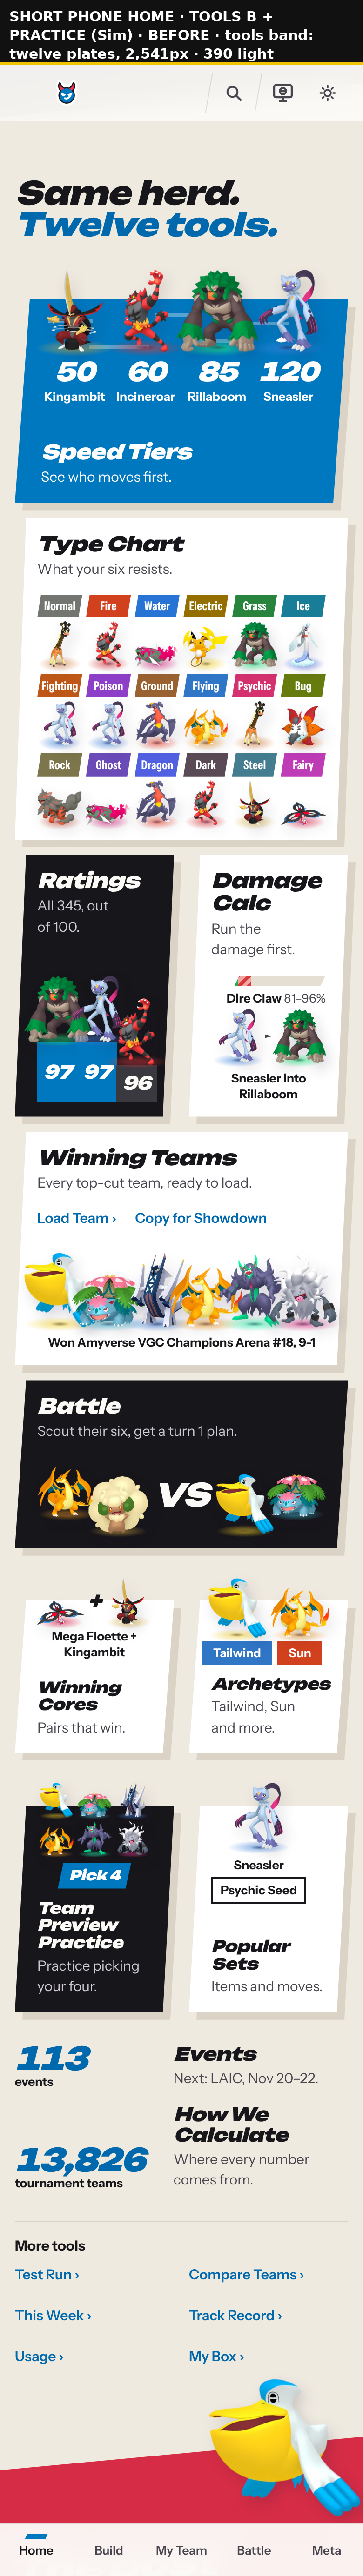 SHORT PHONE HOME · TOOLS B +
PRACTICE (Sim) · BEFORE · tools band:
twelve plates, 2,541px · 390 light
Same herd.
Twelve tools.
50 60 85 120
Kingambit Incineroar Rillaboom Sneasler
Speed Tiers
See who moves first.
Type Chart
What your six resists.
Normal Fire Water Electric Grass Ice
Fighting Poison Ground Flying Psychic Bug
Rock Ghost Dragon Dark Steel Fairy
Ratings
All 345, out
of 100.
97 97 96
Damage
Calc
Run the
damage first.
Dire Claw 81–96%
Sneasler into
Rillaboom
Winning Teams
Every top-cut team, ready to load.
Load Team › Copy for Showdown
Won Amyverse VGC Champions Arena #18, 9-1
Battle
Scout their six, get a turn 1 plan.
VS
+
Mega Floette +
Kingambit
Winning
Cores
Pairs that win.
Tailwind Sun
Archetypes
Tailwind, Sun
and more.
Pick 4
Team
Preview
Practice
Practice picking
your four.
Sneasler
Psychic Seed
Popular
Sets
Items and moves.
113
events
13,826
tournament teams
Events
Next: LAIC, Nov 20–22.
How We
Calculate
Where every number
comes from.
More tools
Test Run › Compare Teams ›
This Week › Track Record ›
Usage › My Box ›
Home Build My Team Battle Meta